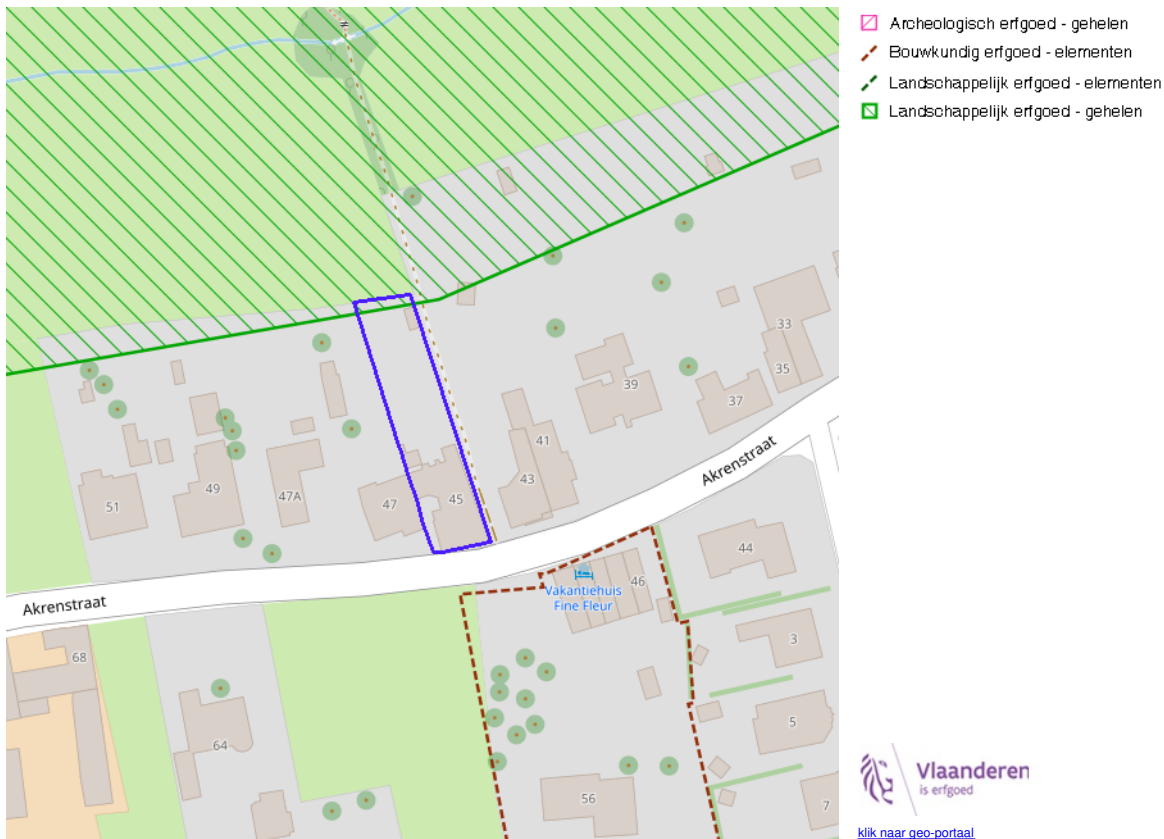 Archeologisch erfgoed - gehelen
Bouwkundig erfgoed - elementen
Landschappelijk erfgoed - elementen
Landschappelijk erfgoed - gehelen
33
35
39
37
41
43
Akrenstraat
45
47
47A
49
51
44
46
Vakantiehuis
Fine Fleur
Akrenstraat
3
68
5
64
56
7
Vlaanderen
is erfgoed
klik naar geo-portaal